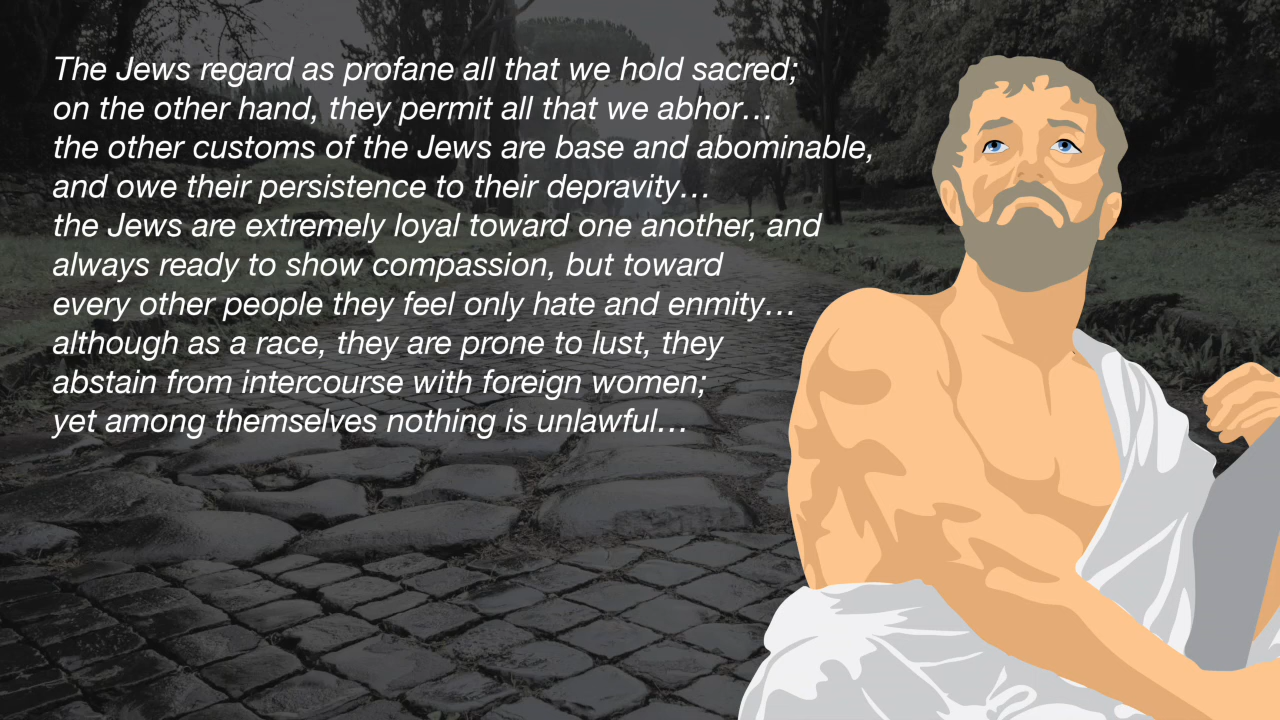 The Jews regard as profane all that we hold sacred;
on the other hand, they permit all that we abhor…
the other customs of the Jews are base and abominable,
and owe their persistence to their depravity…
the Jews are extremely loyal toward one another, and
always ready to show compassion, but toward
every other people they feel only hate and enmity…
although as a race, they are prone to lust, they
abstain from intercourse with foreign women;
yet among themselves nothing is unlawful…